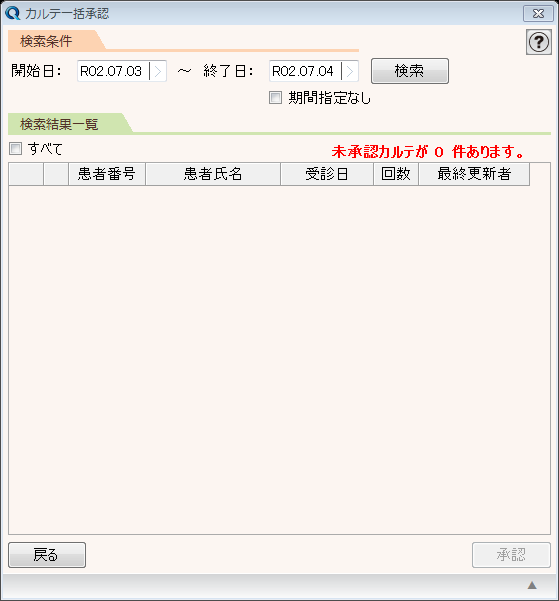 カルテ一括承認
検索条件
?
開始日： R02.07.03 ～ 終了日： R02.07.04 検索
期間指定なし
検索結果一覧
すべて 未承認カルテが 0 件あります。
患者番号 患者氏名 受診日 回数 最終更新者
戻る 承認